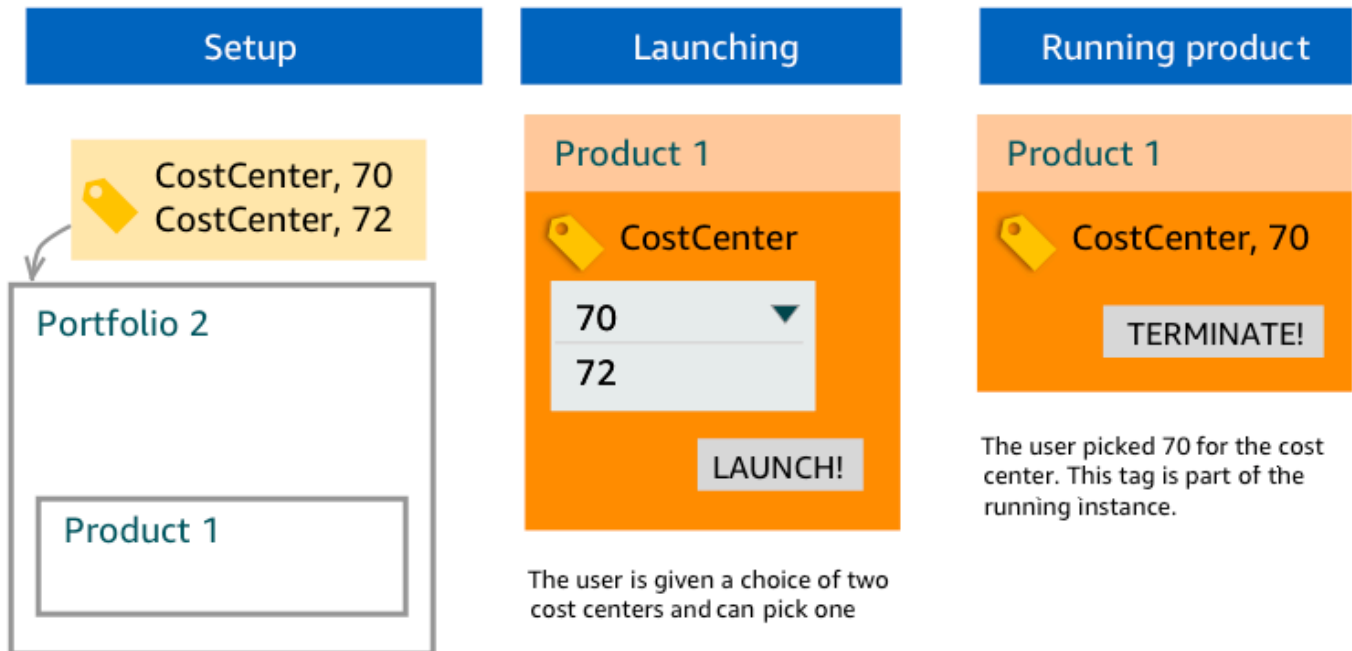 Setup
CostCenter, 70
CostCenter, 72
Portfolio 2
Product 1
Launching
Product 1
CostCenter
70
72
LAUNCH!
The user is given a choice of two
cost centers and can pick one
Running product
Product 1
CostCenter, 70
TERMINATE!
The user picked 70 for the cost
center. This tag is part of the
running instance.